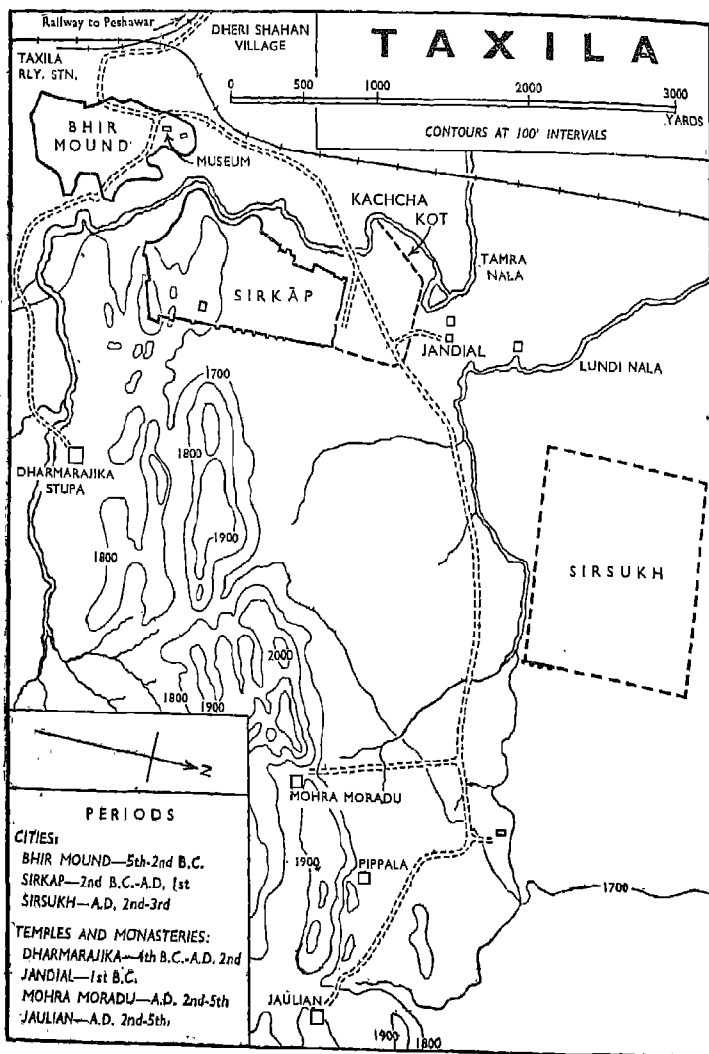 Railway to Peshawar
DHERI SHAHAN
VILLAGE
TAXILA
TAXILA
RLY. STN.
0 500 1000 2000 3000
YARDS
CONTOURS AT 100' INTERVALS
BHIR
MOUND
MUSEUM
KACHCHA
KOT
TAMRA
NALA
SIRKĀP
JANDIAL
LUNDI NALA
1700
1800
DHARMARAJIKA
STUPA
1900
1800
SIRSUKH
2000
1800
1900
N
MOHRA MORADU
PERIODS
CITIES:
BHIR MOUND—5th-2nd B.C.
SIRKAP—2nd B.C.-A.D. 1st
SIRSUKH—A.D. 2nd-3rd
TEMPLES AND MONASTERIES:
DHARMARAJIKA—4th B.C.-A.D. 2nd
JANDIAL—1st B.C.
MOHRA MORADU—A.D. 2nd-5th
JAULIAN—A.D. 2nd-5th.
1900
PIPPALA
1700
JAULIAN
1900
1800